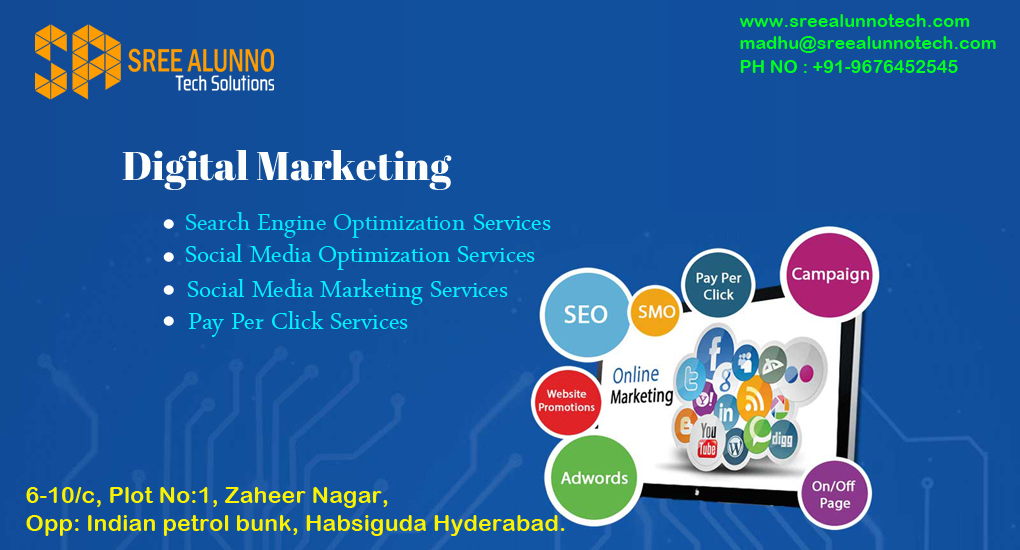 SREE ALUNNO
Tech Solutions
www.sreealunnotech.com
madhu@sreealunnotech.com
PH NO : +91-9676452545
Digital Marketing
Search Engine Optimization Services
Social Media Optimization Services
Social Media Marketing Services
Pay Per Click Services
Campaign
Pay Per
Click
SEO
SMO
Online
Marketing
Website
Promotions
You
Tube
digg
Adwords
On/Off
Page
6-10/c, Plot No:1, Zaheer Nagar,
Opp: Indian petrol bunk, Habsiguda Hyderabad.